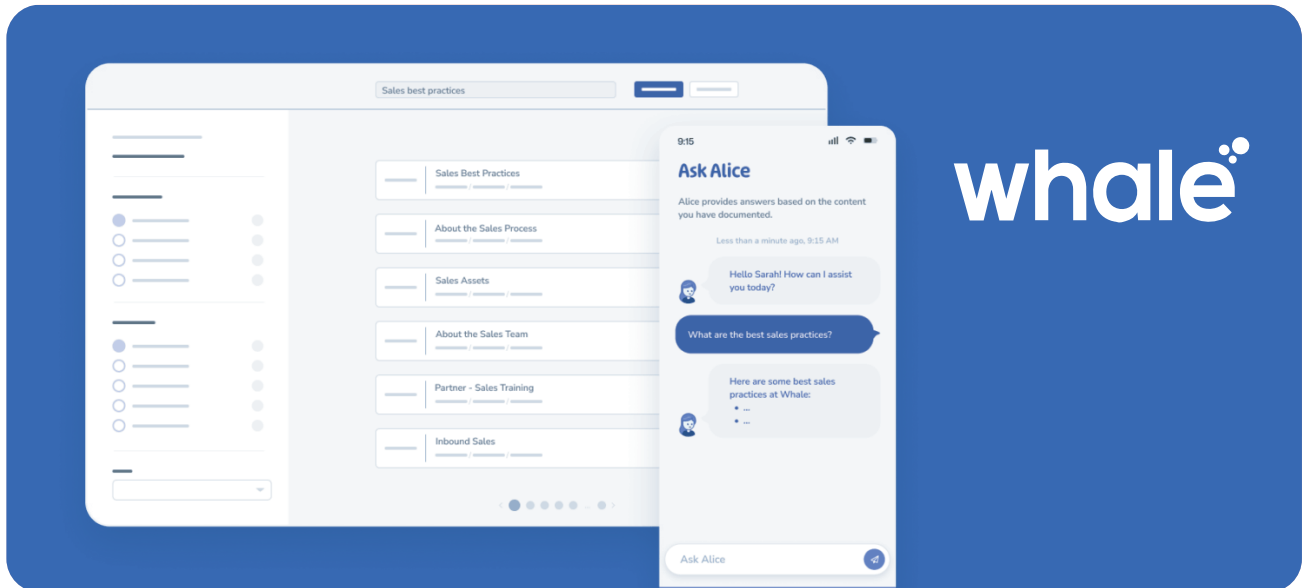 Sales best practices
Sales Best Practices
About the Sales Process
Sales Assets
About the Sales Team
Partner - Sales Training
Inbound Sales
...
9:15
Ask Alice
Alice provides answers based on the content
you have documented.
Less than a minute ago, 9:15 AM
Hello Sarah! How can I assist
you today?
What are the best sales practices?
Here are some best sales
practices at Whale:
• ...
• ...
Ask Alice
whale